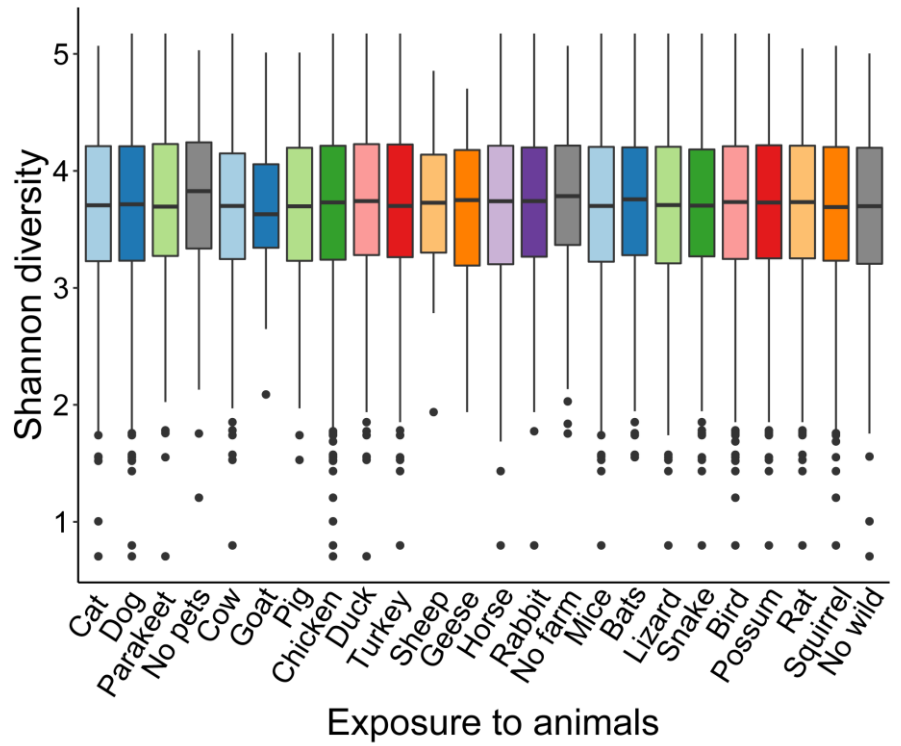 Shannon diversity
5
4
3
2
1
Cat
Dog
Parakeet
No pets
Cow
Goat
Pig
Chicken
Duck
Turkey
Sheep
Geese
Horse
Rabbit
No farm
Mice
Bats
Lizard
Snake
Bird
Possum
Rat
Squirrel
No wild
Exposure to animals